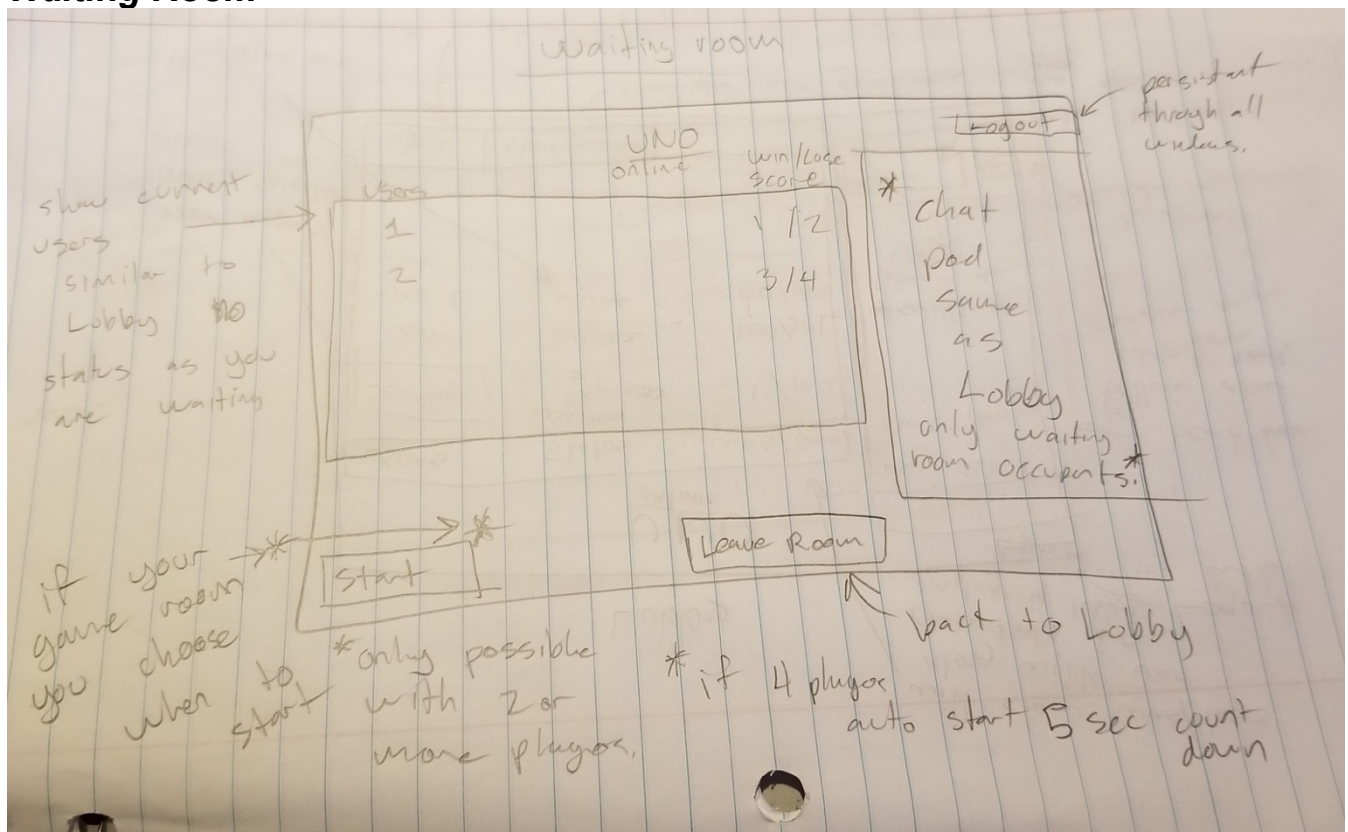 Waiting Room
waiting room
persistant
through all
Logout
UNO
online
users
win/Lose
score
1
1/2
2
3/4
show current
users
similar to
Lobby no
status as you
are waiting
*
chat
pod
same
as
Lobby
only waiting
room occupants.*
Start
Leave Room
if your
game room
you choose
when to
start
*only possible
with 2 or
more
back to Lobby
* if 4
auto start 5 sec count
down